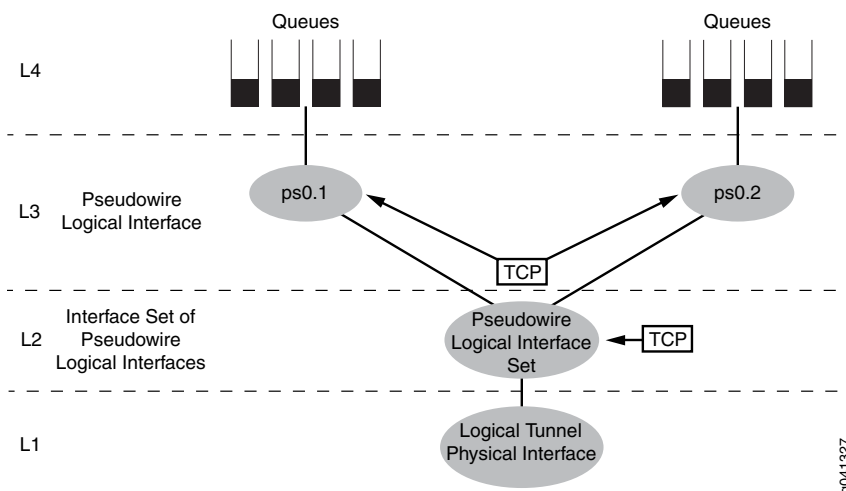 Queues
Queues
L4
L3
Pseudowire
Logical Interface
ps0.1
ps0.2
TCP
L2
Interface Set of
Pseudowire
Logical Interfaces
Pseudowire
Logical Interface
Set
TCP
L1
Logical Tunnel
Physical Interface
g041327